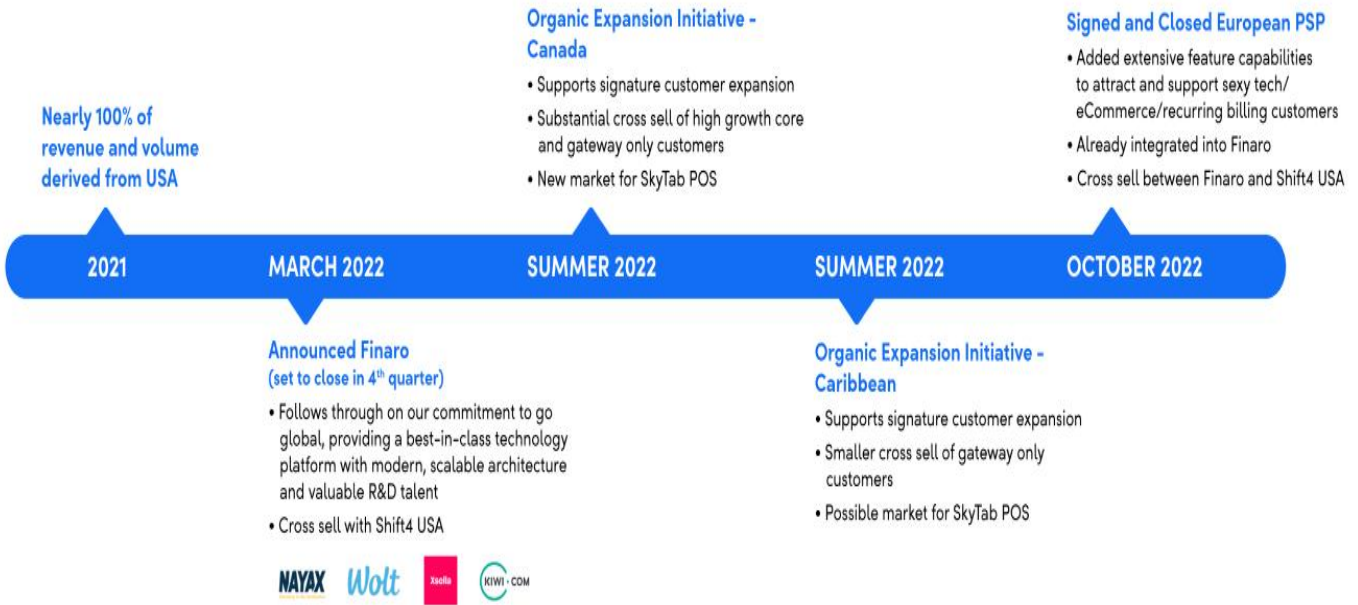 Nearly 100% of
revenue and volume
derived from USA
Organic Expansion Initiative -
Canada
• Supports signature customer expansion
• Substantial cross sell of high growth core
and gateway only customers
• New market for SkyTab POS
Signed and Closed European PSP
• Added extensive feature capabilities
to attract and support sexy tech/
eCommerce/recurring billing customers
• Already integrated into Finaro
• Cross sell between Finaro and Shift4 USA
2021
MARCH 2022
SUMMER 2022
SUMMER 2022
OCTOBER 2022
Announced Finaro
(set to close in 4th quarter)
• Follows through on our commitment to go
global, providing a best-in-class technology
platform with modern, scalable architecture
and valuable R&D talent
• Cross sell with Shift4 USA
NAYAX
Wolt
Xsolla
KIWI.COM
Organic Expansion Initiative -
Caribbean
• Supports signature customer expansion
• Smaller cross sell of gateway only
customers
• Possible market for SkyTab POS